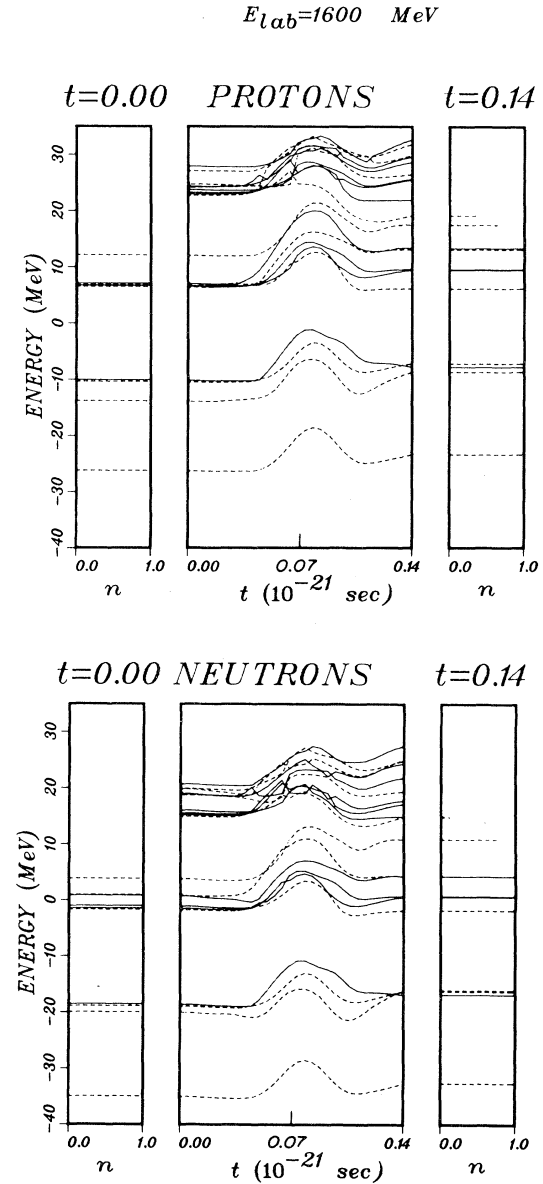 E_lab=1600 MeV
t=0.00 PROTONS t=0.14
ENERGY (MeV)
30
20
10
0
-10
-20
-30
-40
0.0 1.0 0.00 0.07 0.14 0.0 1.0
n t (10^-21 sec) n
t=0.00 NEUTRONS t=0.14
ENERGY (MeV)
30
20
10
0
-10
-20
-30
-40
0.0 1.0 0.00 0.07 0.14 0.0 1.0
n t (10^-21 sec) n